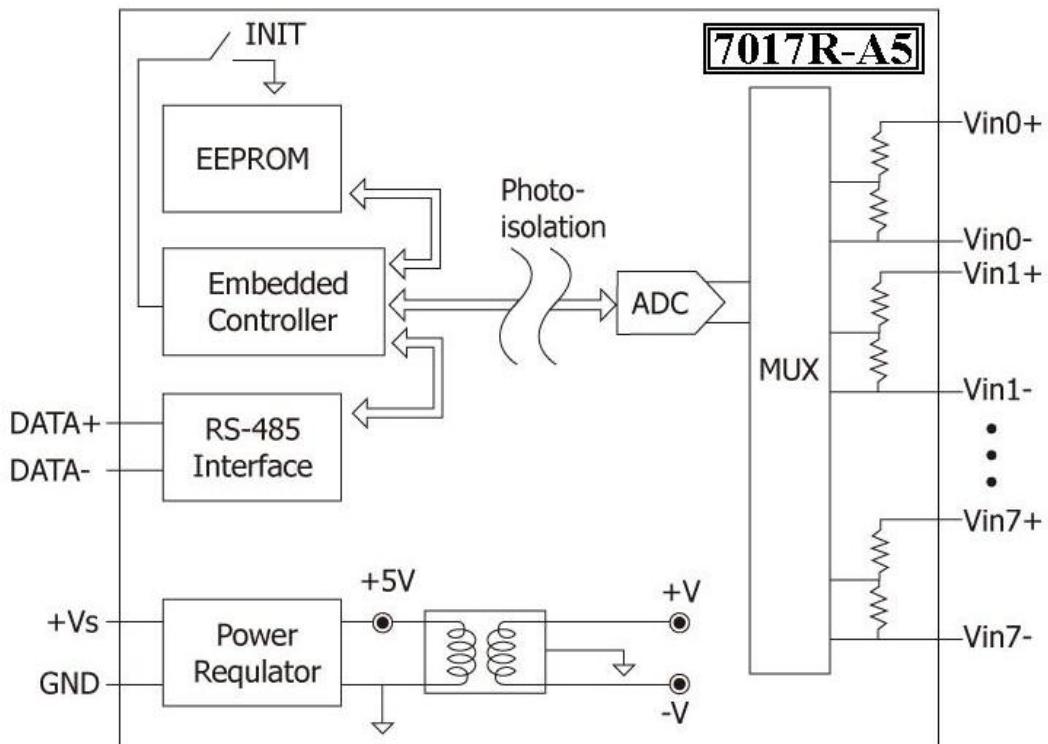 INIT
7017R-A5
EEPROM
Photo-
isolation
Embedded
Controller
ADC
MUX
RS-485
Interface
DATA+
DATA-
Vin0+
Vin0-
Vin1+
Vin1-
Vin7+
Vin7-
+5V
+V
-V
+Vs
GND
Power
Requlator